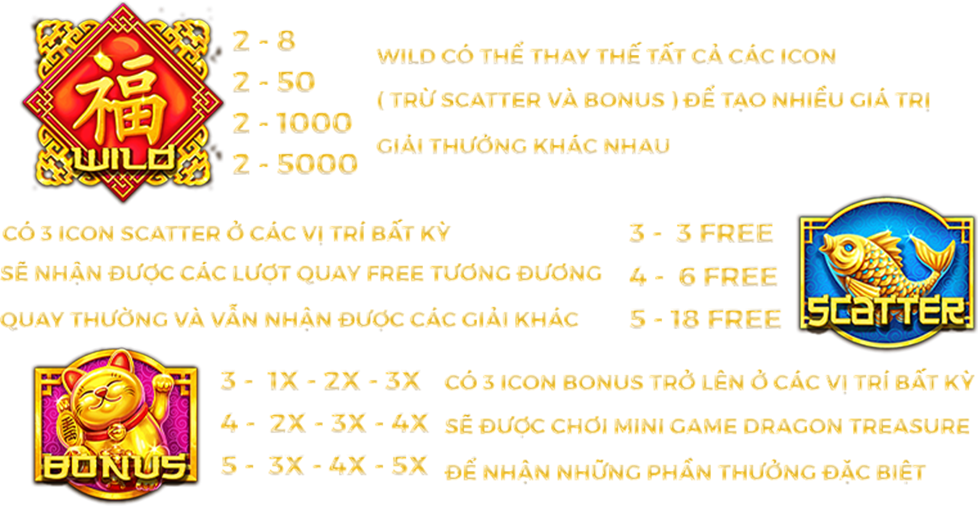 福
WILD
2 - 8
2 - 50
2 - 1000
2 - 5000
WILD CÓ THỂ THAY THẾ TẤT CẢ CÁC ICON
( TRỪ SCATTER VÀ BONUS ) ĐỂ TẠO NHIỀU GIÁ TRỊ
GIẢI THƯỞNG KHÁC NHAU
CÓ 3 ICON SCATTER Ở CÁC VỊ TRÍ BẤT KỲ
SẼ NHẬN ĐƯỢC CÁC LƯỢT QUAY FREE TƯƠNG ĐƯƠNG
QUAY THƯỜNG VÀ VẪN NHẬN ĐƯỢC CÁC GIẢI KHÁC
3 - 3 FREE
4 - 6 FREE
5 - 18 FREE
SCATTER
BONUS
3 - 1X - 2X - 3X
4 - 2X - 3X - 4X
5 - 3X - 4X - 5X
CÓ 3 ICON BONUS TRỞ LÊN Ở CÁC VỊ TRÍ BẤT KỲ
SẼ ĐƯỢC CHƠI MINI GAME DRAGON TREASURE
ĐỂ NHẬN NHỮNG PHẦN THƯỞNG ĐẶC BIỆT